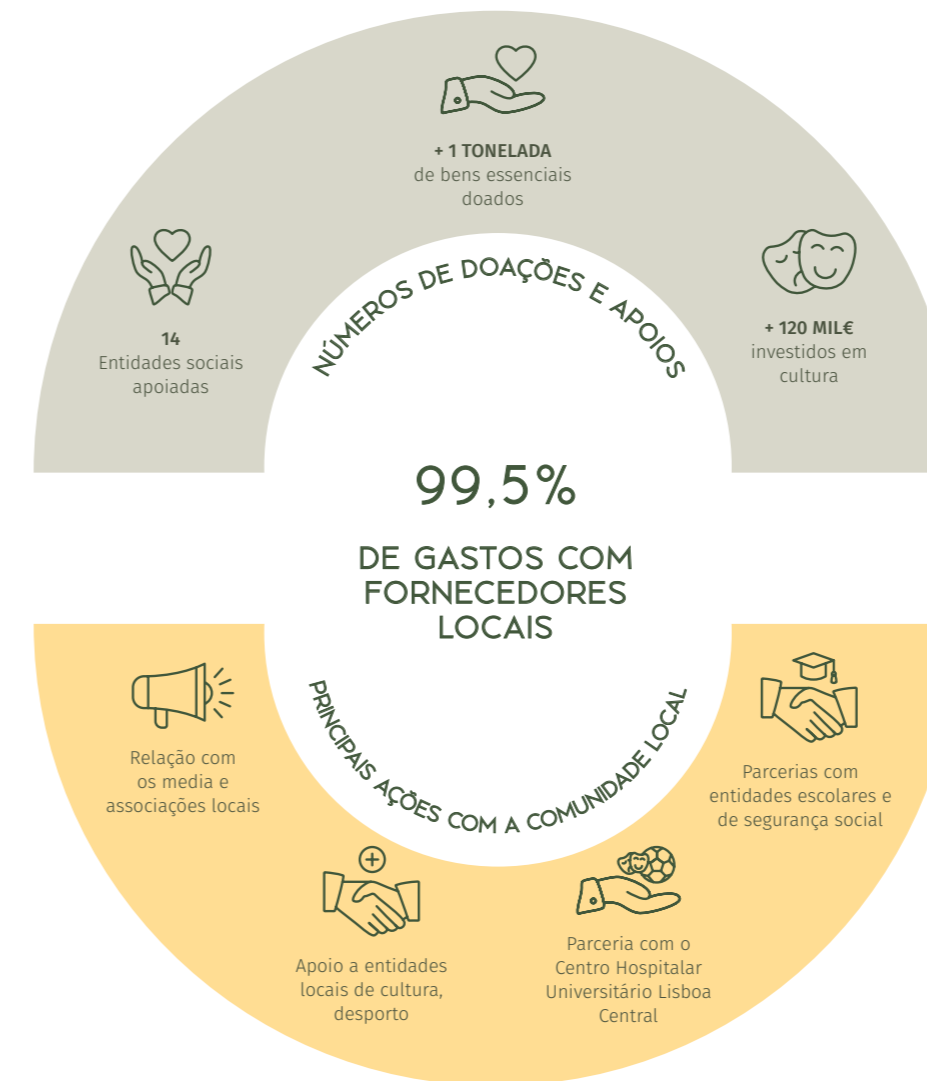 + 1 TONELADA
de bens essenciais
doados
14
Entidades sociais
apoiadas
+ 120 MIL€
investidos em
cultura
NÚMEROS DE DOAÇÕES E APOIOS
99,5%
DE GASTOS COM
FORNECEDORES
LOCAIS
PRINCIPAIS AÇÕES COM A COMUNIDADE LOCAL
Relação com
os media e
associações locais
Apoio a entidades
locais de cultura,
desporto
Parceria com o
Centro Hospitalar
Universitário Lisboa
Central
Parcerias com
entidades escolares e
de segurança social